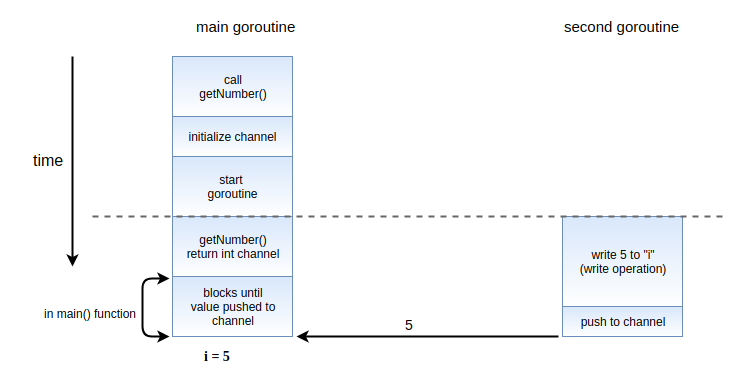 main goroutine
second goroutine
call
getNumber()
initialize channel
time
start
goroutine
getNumber()
return int channel
write 5 to "i"
(write operation)
blocks until
value pushed to
channel
in main() function
push to channel
5
i = 5